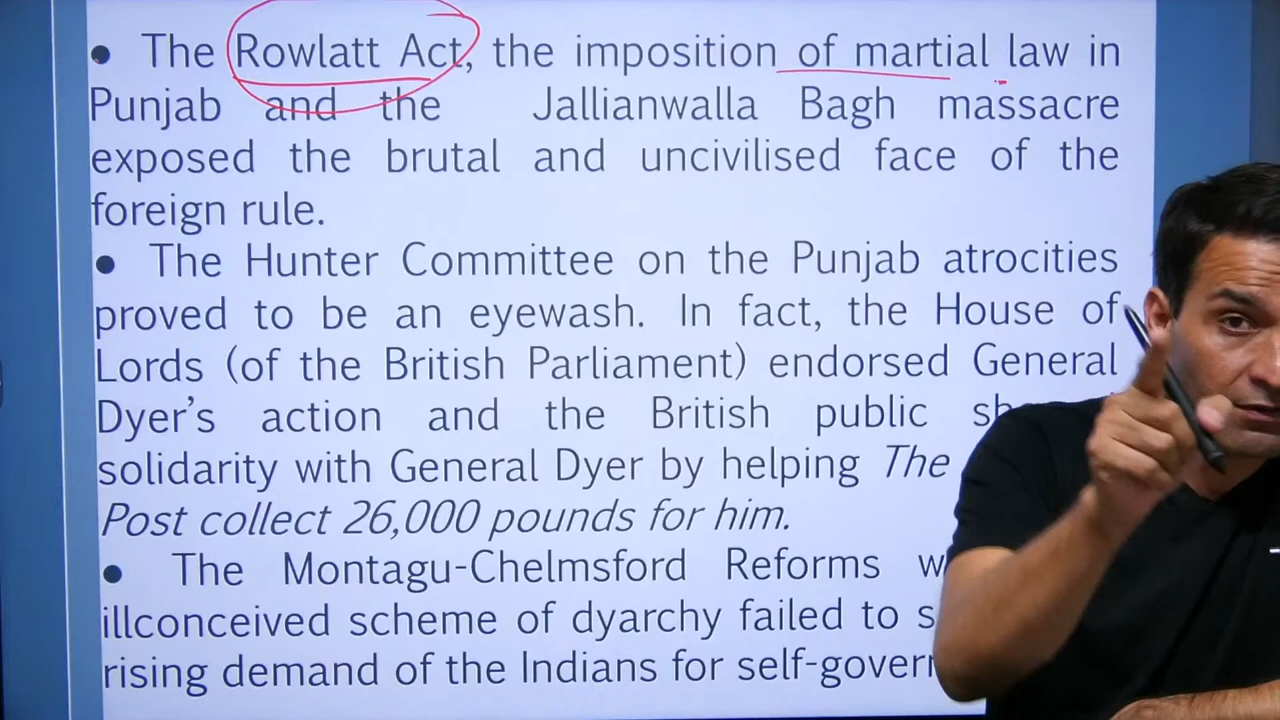 • The Rowlatt Act, the imposition of martial law in
Punjab and the Jallianwalla Bagh massacre
exposed the brutal and uncivilised face of the
foreign rule.
• The Hunter Committee on the Punjab atrocities
proved to be an eyewash. In fact, the House of
Lords (of the British Parliament) endorsed General
Dyer’s action and the British public
solidarity with General Dyer by helping The
Post collect 26,000 pounds for him.
• The Montagu-Chelmsford Reforms
illconceived scheme of dyarchy failed to
rising demand of the Indians for